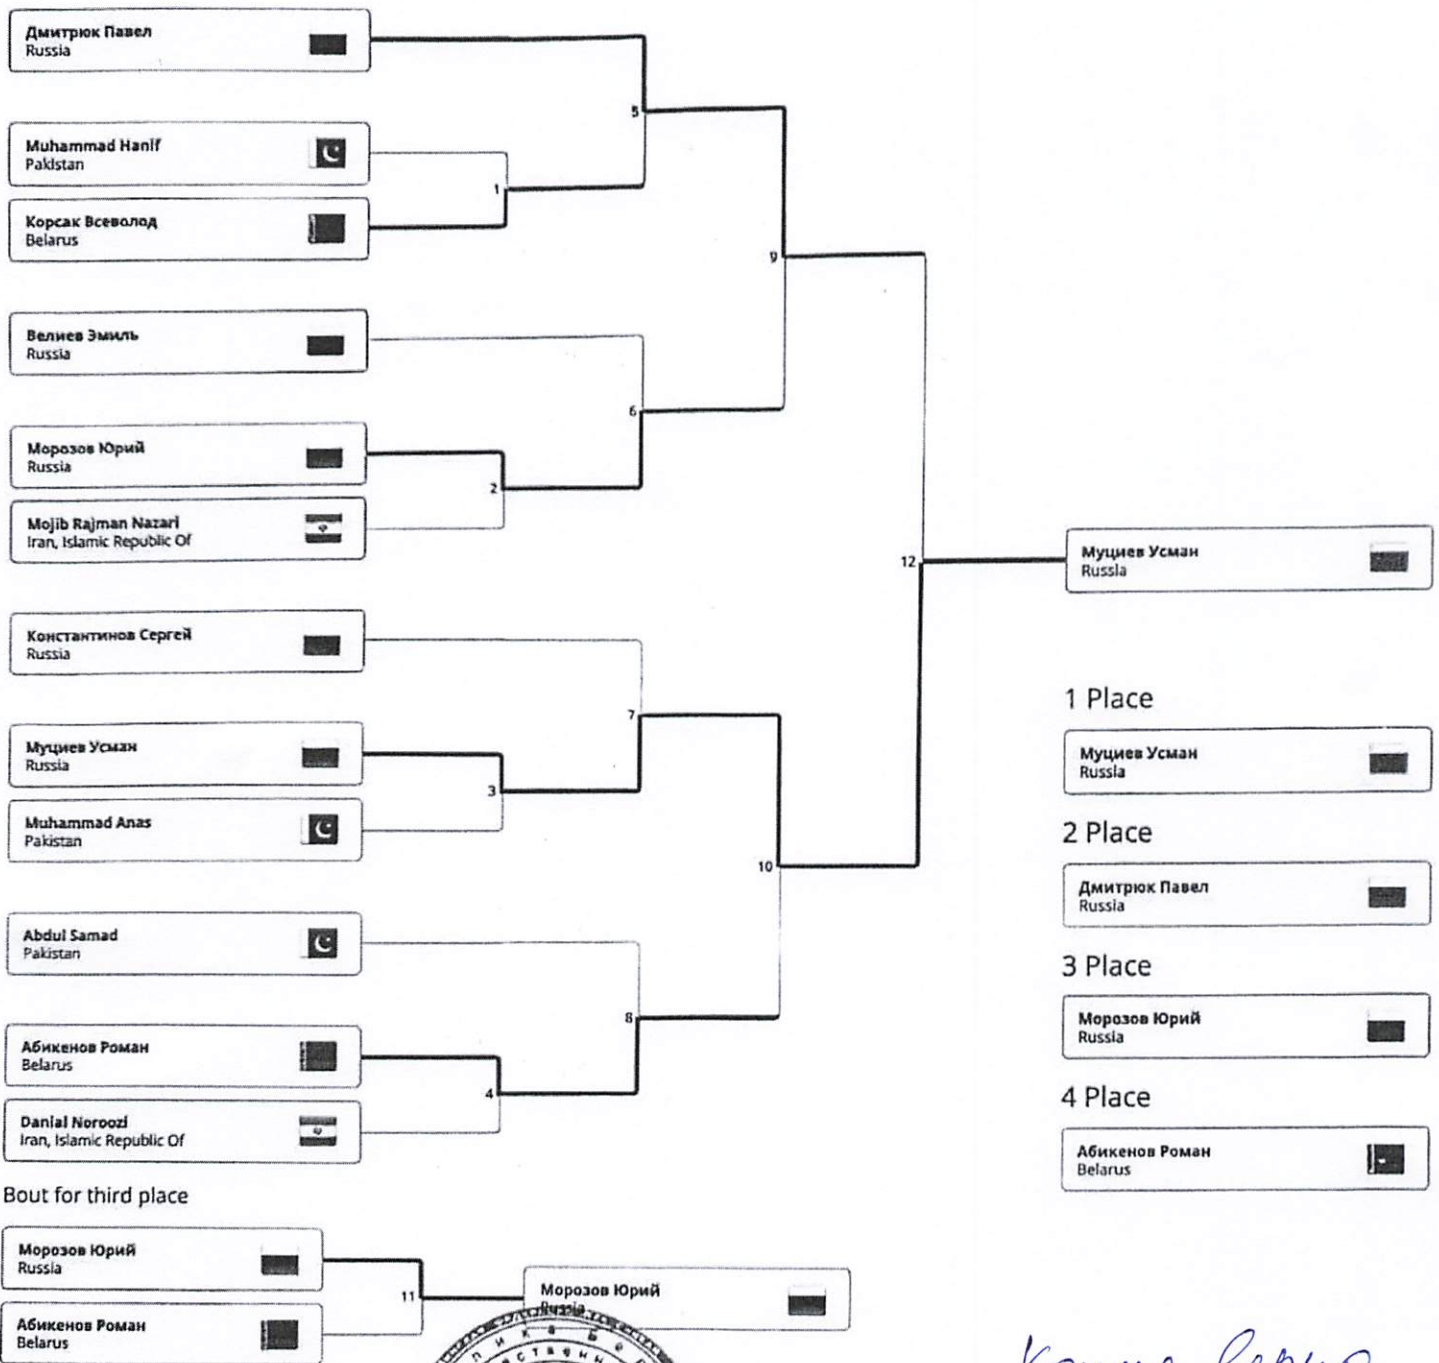 Дмитрюк Павел
Russia
5
Muhammad Hanif
Pakistan
1
Корсак Всеволод
Belarus
9
Велиев Эмиль
Russia
6
Морозов Юрий
Russia
2
Mojib Rajman Nazari
Iran, Islamic Republic Of
12
Муциев Усман
Russia
Константинов Сергей
Russia
7
Муциев Усман
Russia
3
Muhammad Anas
Pakistan
10
Abdul Samad
Pakistan
8
Абикенов Роман
Belarus
4
Danial Noroozi
Iran, Islamic Republic Of
1 Place
Муциев Усман
Russia
2 Place
Дмитрюк Павел
Russia
3 Place
Морозов Юрий
Russia
4 Place
Абикенов Роман
Belarus
Bout for third place
Морозов Юрий
Russia
11
Морозов Юрий
Russia
Абикенов Роман
Belarus